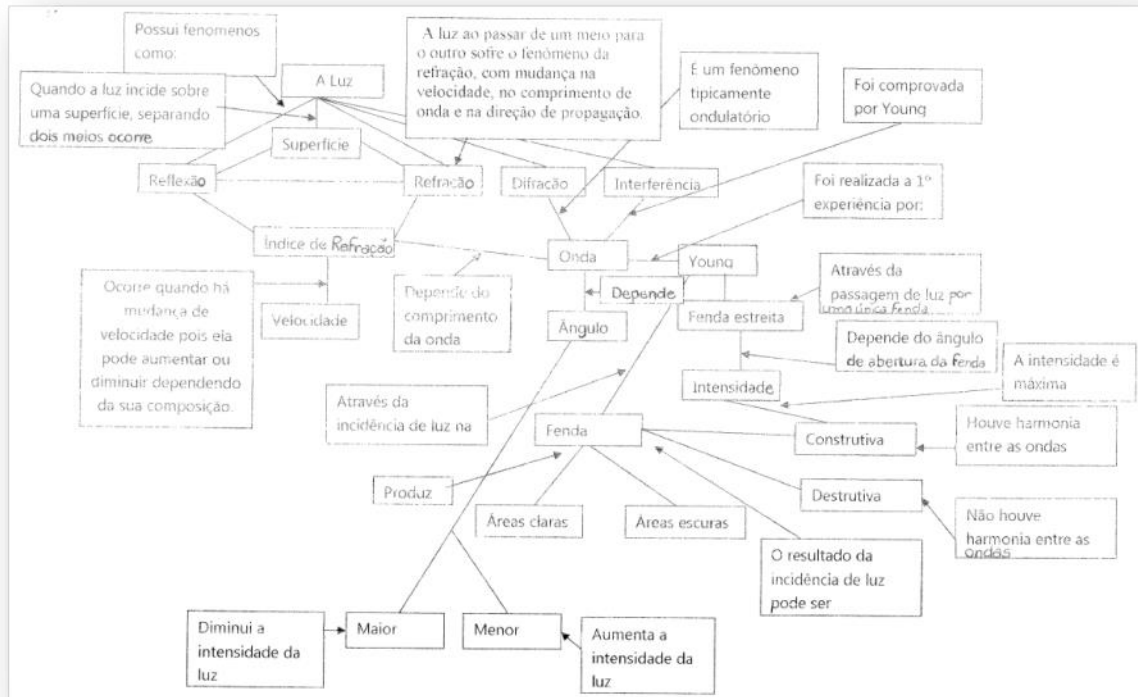 Possui fenomenos
como:
A Luz
A luz ao passar de um meio para
o outro sofre o fenômeno da
refração, com mudança na
velocidade, no comprimento de
onda e na direção de propagação.
É um fenômeno
tipicamente
ondulatório
Foi comprovada
por Young
Quando a luz incide sobre
uma superfície, separando
dois meios ocorre
Superfície
Reflexão
Refração
Difração
Interferência
Foi realizada a 1º
experiência por:
Índice de Refração
Onda
Young
Ocorre quando há
mudança de
velocidade pois ela
pode aumentar ou
diminuir dependendo
da sua composição.
Velocidade
Depende do
comprimento
da onda
Depende
Ângulo
Fenda estreita
Através da
passagem de luz por
uma única fenda
Depende do ângulo
de abertura da fenda
A intensidade é
máxima
Intensidade
Através da
incidência de luz na
Fenda
Construtiva
Houve harmonia
entre as ondas
Produz
Destrutiva
Áreas claras
Áreas escuras
Não houve
harmonia entre as
ondas
O resultado da
incidência de luz
pode ser
Diminui a
intensidade da
luz
Maior
Menor
Aumenta a
intensidade da
luz